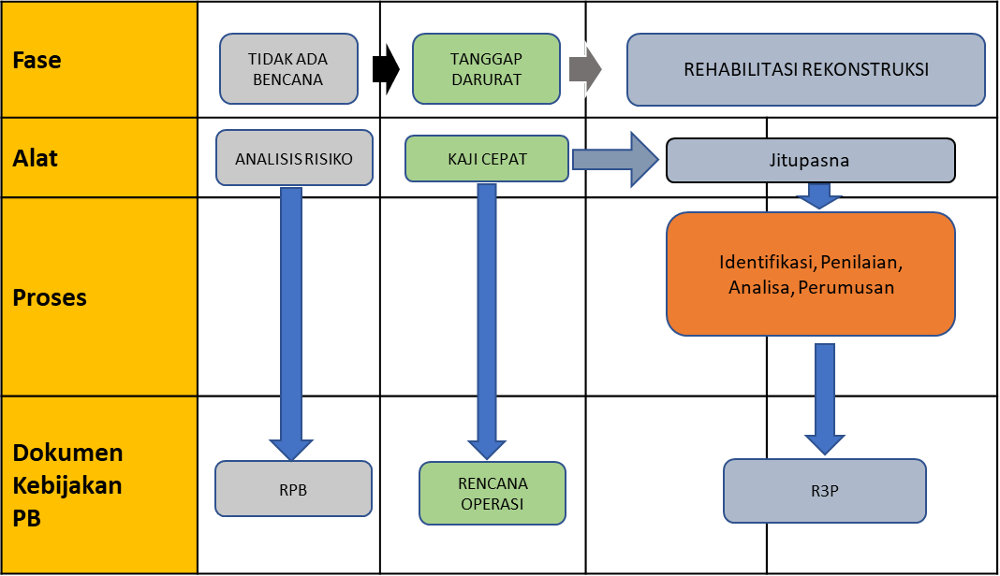 Fase
TIDAK ADA
BENCANA
TANGGAP
DARURAT
REHABILITASI REKONSTRUKSI
Alat
ANALISIS RISIKO
KAJI CEPAT
Jitupasna
Proses
Identifikasi, Penilaian,
Analisa, Perumusan
Dokumen
Kebijakan
PB
RPB
RENCANA
OPERASI
R3P